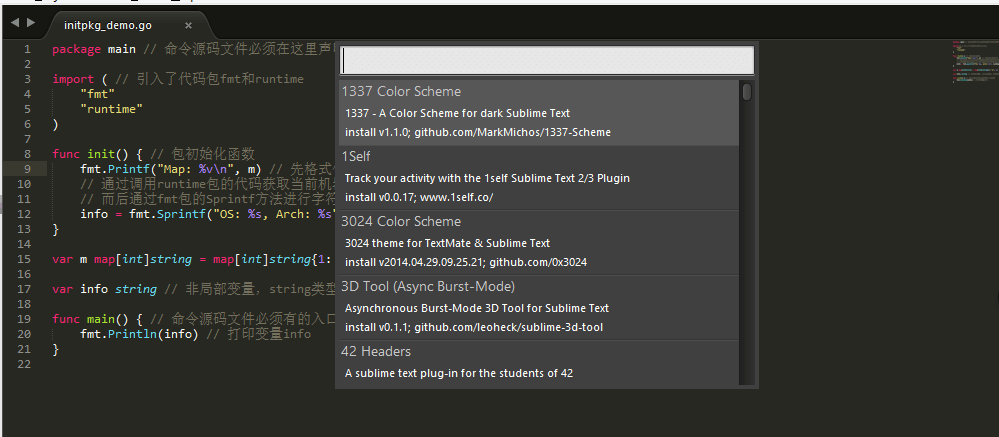 initpkg_demo.go ×
1 package main // 命令源码文件必须在这里声
2
3 import ( // 引入了代码包fmt和runtime
4 "fmt"
5 "runtime"
6 )
7
8 func init() { // 包初始化函数
9 fmt.Printf("Map: %v\n", m) // 先格式
10 // 通过调用runtime包的代码获取当前机
11 // 而后通过fmt包的Sprintf方法进行字符
12 info = fmt.Sprintf("OS: %s, Arch: %s"
13 }
14
15 var m map[int]string = map[int]string{1:
16
17 var info string // 非局部变量，string类型
18
19 func main() { // 命令源码文件必须有的入口
20 fmt.Println(info) // 打印变量info
21 }
22
1337 Color Scheme
1337 - A Color Scheme for dark Sublime Text
install v1.1.0; github.com/MarkMichos/1337-Scheme
1Self
Track your activity with the 1self Sublime Text 2/3 Plugin
install v0.0.17; www.1self.co/
3024 Color Scheme
3024 theme for TextMate & Sublime Text
install v2014.04.29.09.25.21; github.com/0x3024
3D Tool (Async Burst-Mode)
Asynchronous Burst-Mode 3D Tool for Sublime Text
install v0.1.1; github.com/leoheck/sublime-3d-tool
42 Headers
A sublime text plug-in for the students of 42